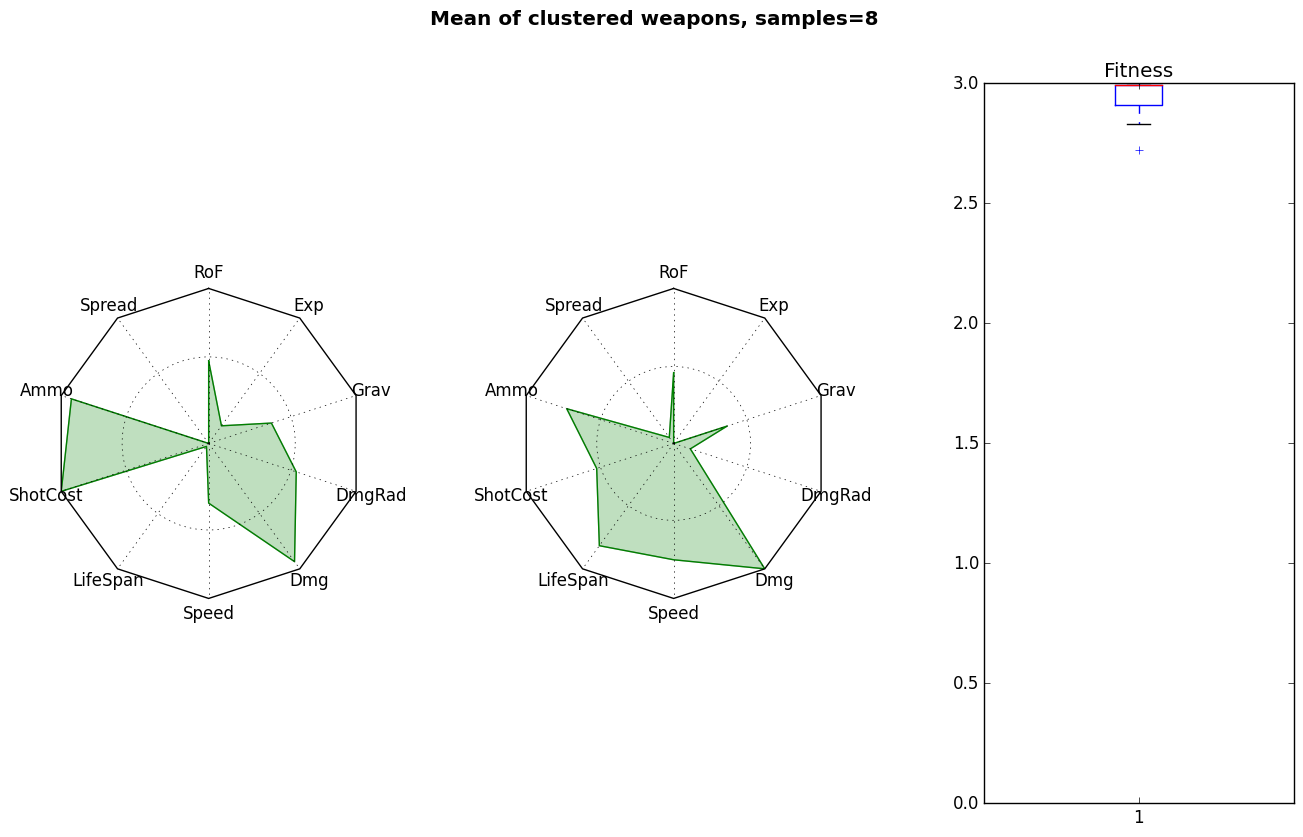 Mean of clustered weapons, samples=8
RoF
Spread
Exp
Ammo
Grav
ShotCost
DmgRad
LifeSpan
Dmg
Speed
RoF
Spread
Exp
Ammo
Grav
ShotCost
DmgRad
LifeSpan
Dmg
Speed
Fitness
3.0
2.5
2.0
1.5
1.0
0.5
0.0
1